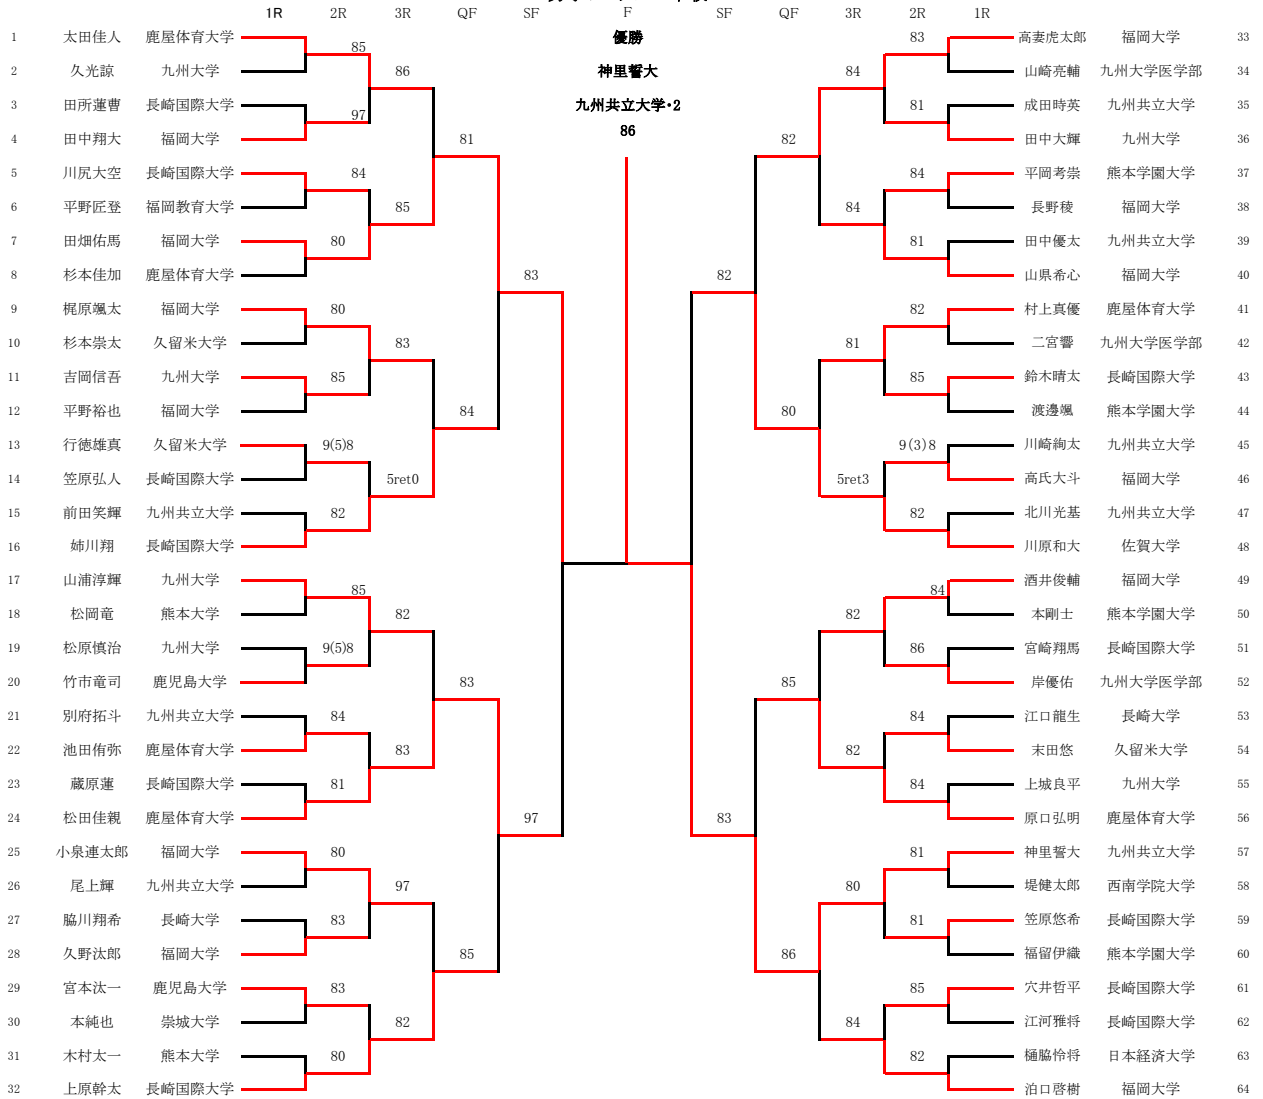 1R 2R 3R QF SF F SF QF 3R 2R 1R
優勝
神里誓大
九州共立大学・2
86
1 太田佳人 鹿屋体育大学
2 久光諒 九州大学
3 田所蓮曹 長崎国際大学
4 田中翔大 福岡大学
5 川尻大空 長崎国際大学
6 平野匠登 福岡教育大学
7 田畑佑馬 福岡大学
8 杉本佳加 鹿屋体育大学
9 梶原颯太 福岡大学
10 杉本崇太 久留米大学
11 吉岡信吾 九州大学
12 平野裕也 福岡大学
13 行徳雄真 久留米大学
14 笠原弘人 長崎国際大学
15 前田笑輝 九州共立大学
16 姉川翔 長崎国際大学
17 山浦淳輝 九州大学
18 松岡竜 熊本大学
19 松原慎治 九州大学
20 竹市竜司 鹿児島大学
21 別府拓斗 九州共立大学
22 池田侑弥 鹿屋体育大学
23 蔵原蓮 長崎国際大学
24 松田佳親 鹿屋体育大学
25 小泉連太郎 福岡大学
26 尾上輝 九州共立大学
27 脇川翔希 長崎大学
28 久野汰郎 福岡大学
29 宮本汰一 鹿児島大学
30 本純也 崇城大学
31 木村太一 熊本大学
32 上原幹太 長崎国際大学
85
97
84
80
80
85
9(5)8
82
85
9(5)8
84
81
80
83
83
80
86
85
83
5ret0
82
83
97
82
81
84
83
85
83
97
82
83
82
80
85
86
84
84
81
5ret3
82
82
80
84
83
81
84
81
82
85
9(3)8
82
84
86
84
84
81
81
85
82
高妻虎太郎 福岡大学 33
山崎亮輔 九州大学医学部 34
成田時英 九州共立大学 35
田中大輝 九州大学 36
平岡考崇 熊本学園大学 37
長野稜 福岡大学 38
田中優太 九州共立大学 39
山県希心 福岡大学 40
村上真優 鹿屋体育大学 41
二宮響 九州大学医学部 42
鈴木晴太 長崎国際大学 43
渡邊颯 熊本学園大学 44
川崎絢太 九州共立大学 45
高氏大斗 福岡大学 46
北川光基 九州共立大学 47
川原和大 佐賀大学 48
酒井俊輔 福岡大学 49
本剛士 熊本学園大学 50
宮崎翔馬 長崎国際大学 51
岸優佑 九州大学医学部 52
江口龍生 長崎大学 53
末田悠 久留米大学 54
上城良平 九州大学 55
原口弘明 鹿屋体育大学 56
神里誓大 九州共立大学 57
堤健太郎 西南学院大学 58
笠原悠希 長崎国際大学 59
福留伊織 熊本学園大学 60
穴井哲平 長崎国際大学 61
江河雅将 長崎国際大学 62
樋脇怜将 日本経済大学 63
泊口啓樹 福岡大学 64